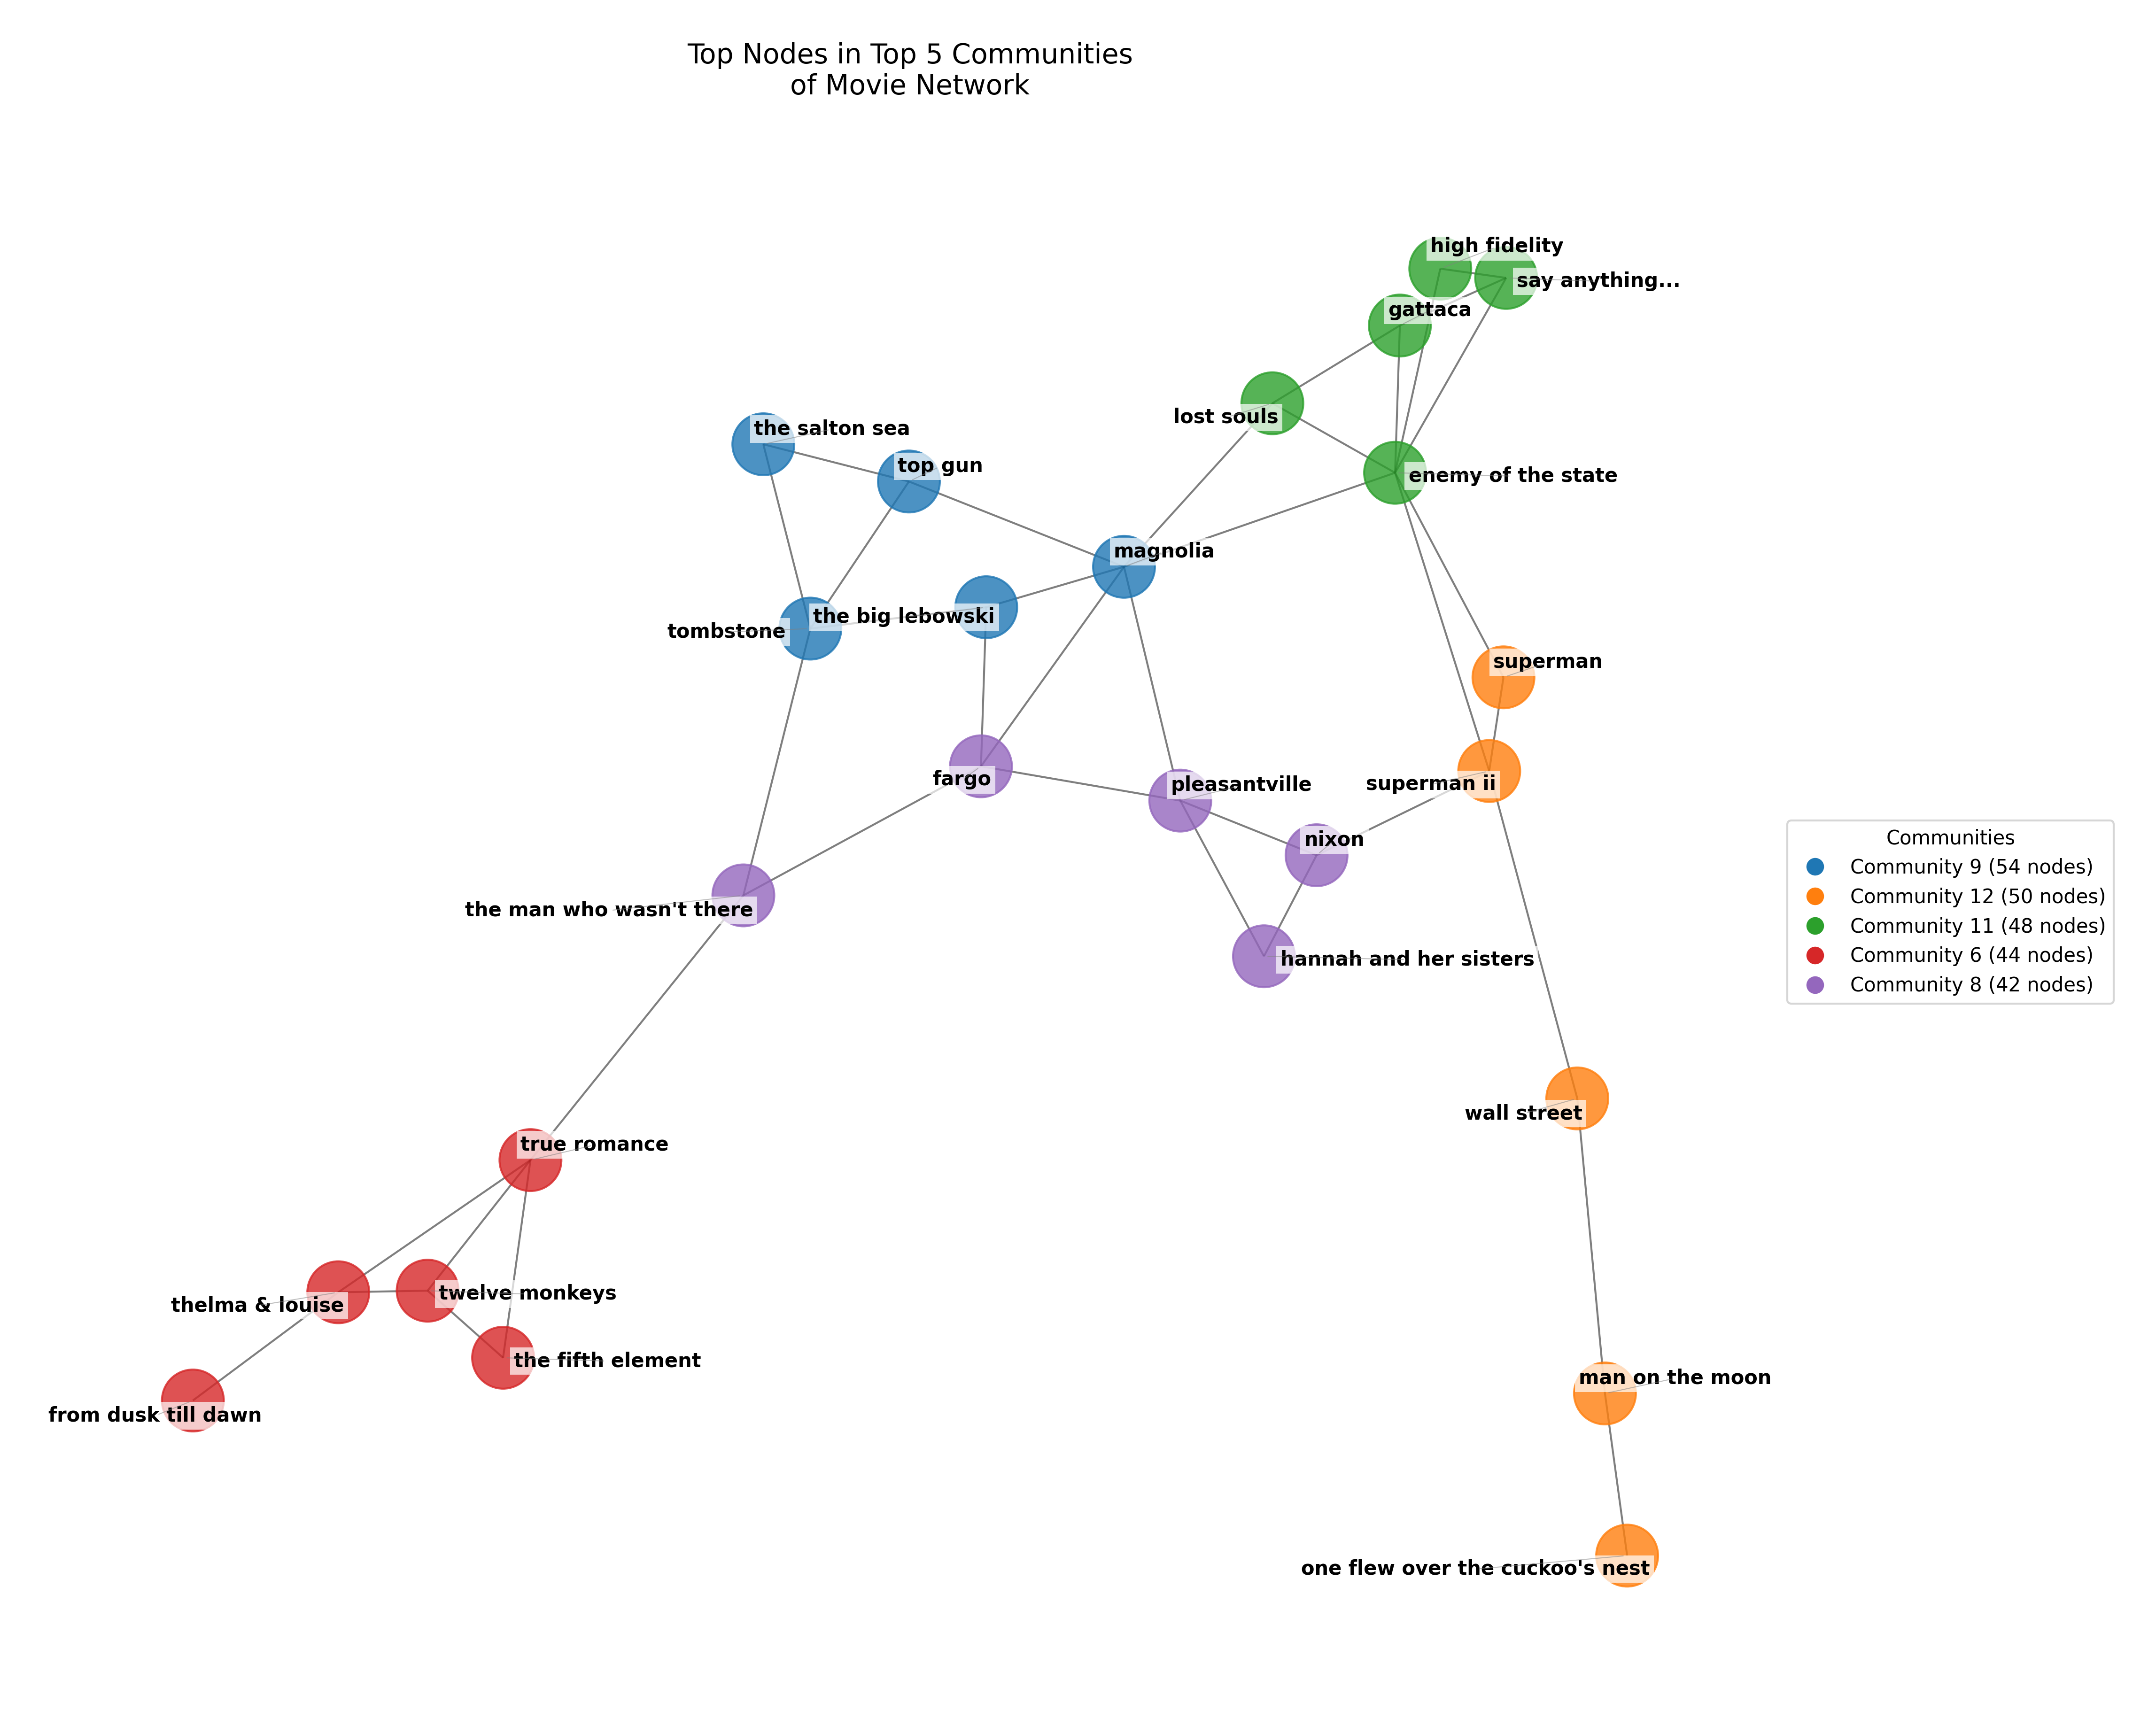 Top Nodes in Top 5 Communities
of Movie Network
high fidelity
say anything...
gattaca
lost souls
the salton sea
top gun
enemy of the state
magnolia
the big lebowski
tombstone
superman
fargo
pleasantville
superman ii
nixon
the man who wasn't there
hannah and her sisters
Communities
Community 9 (54 nodes)
Community 12 (50 nodes)
Community 11 (48 nodes)
Community 6 (44 nodes)
Community 8 (42 nodes)
wall street
true romance
thelma & louise
twelve monkeys
the fifth element
man on the moon
from dusk till dawn
one flew over the cuckoo's nest